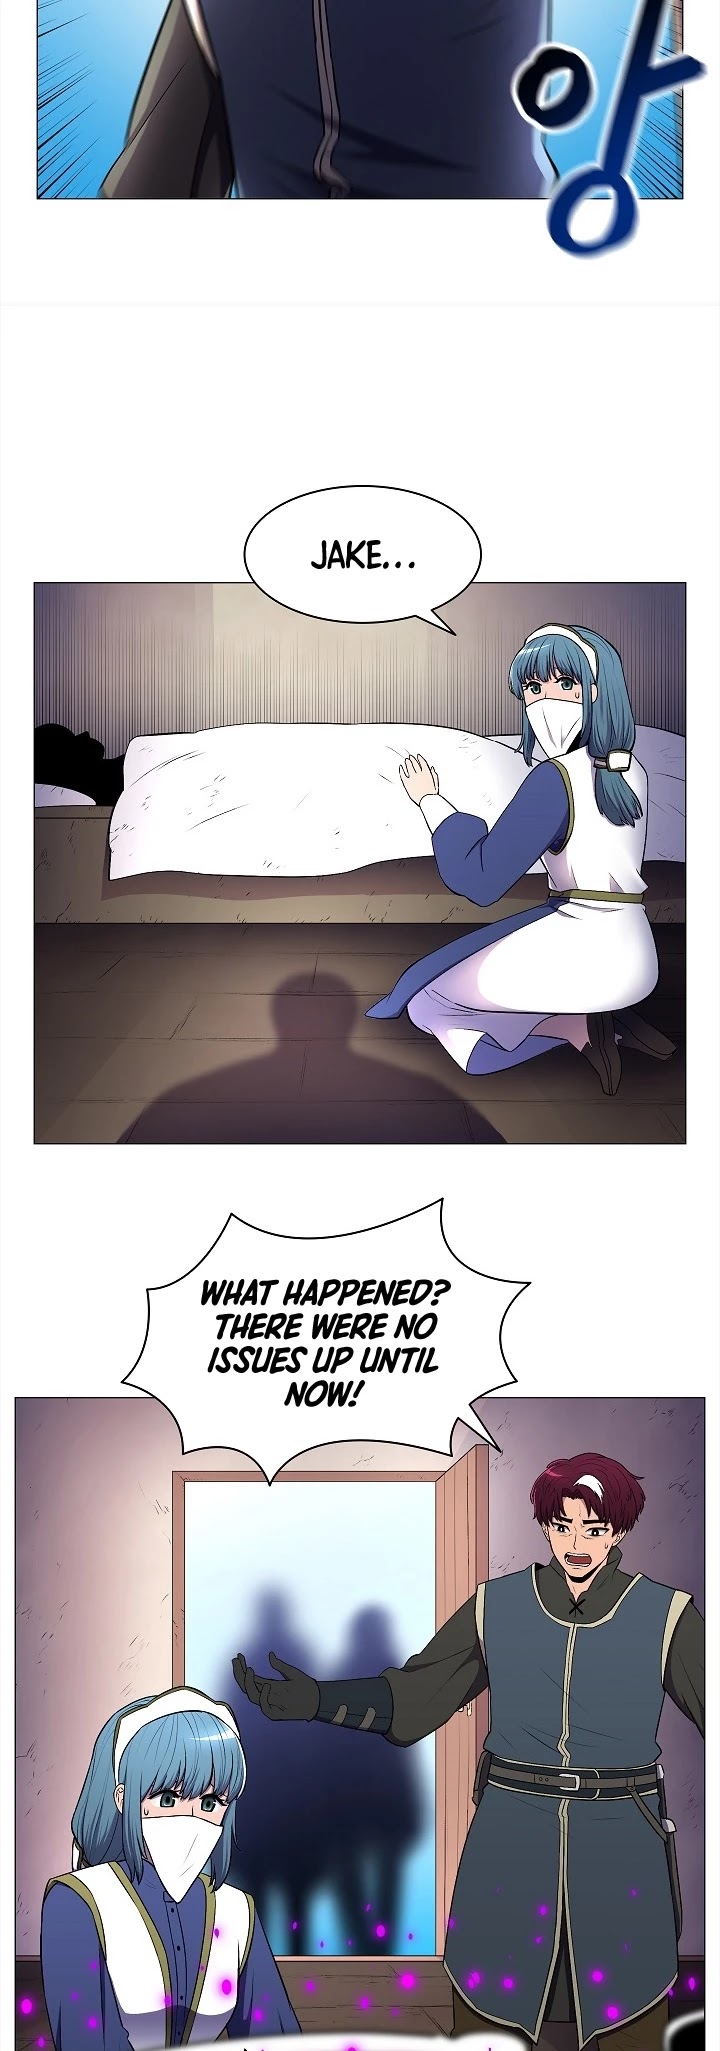 앙
JAKE...
WHAT HAPPENED?
THERE WERE NO
ISSUES UP UNTIL
NOW!